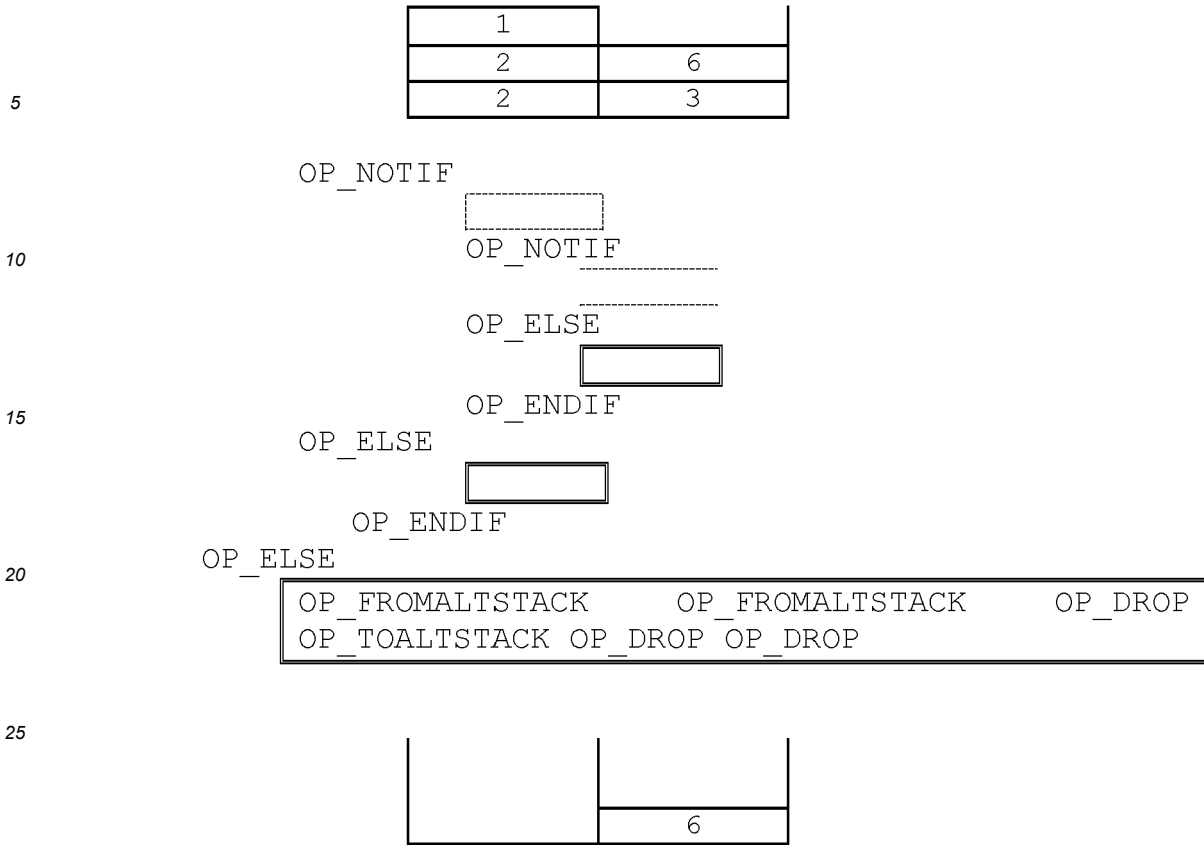 1
2 6
5 2 3
OP_NOTIF
10 OP_NOTIF
OP_ELSE
15 OP_ENDIF
OP_ELSE
OP_ENDIF
OP_ELSE
20
OP_FROMALTSTACK OP_FROMALTSTACK OP_DROP
OP_TOALTSTACK OP_DROP OP_DROP
25
6